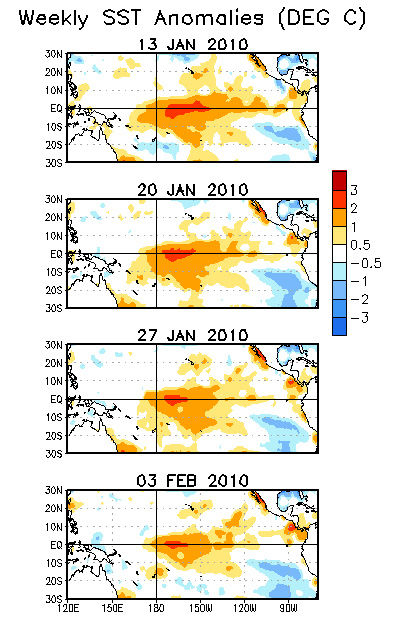 Weekly SST Anomalies (DEG C)
13 JAN 2010
30N
20N
10N
EQ
10S
20S
30S
20 JAN 2010
30N
20N
10N
EQ
10S
20S
30S
3
2
1
0.5
-0.5
-1
-2
-3
27 JAN 2010
30N
20N
10N
EQ
10S
20S
30S
03 FEB 2010
30N
20N
10N
EQ
10S
20S
30S
120E 150E 180 150W 120W 90W